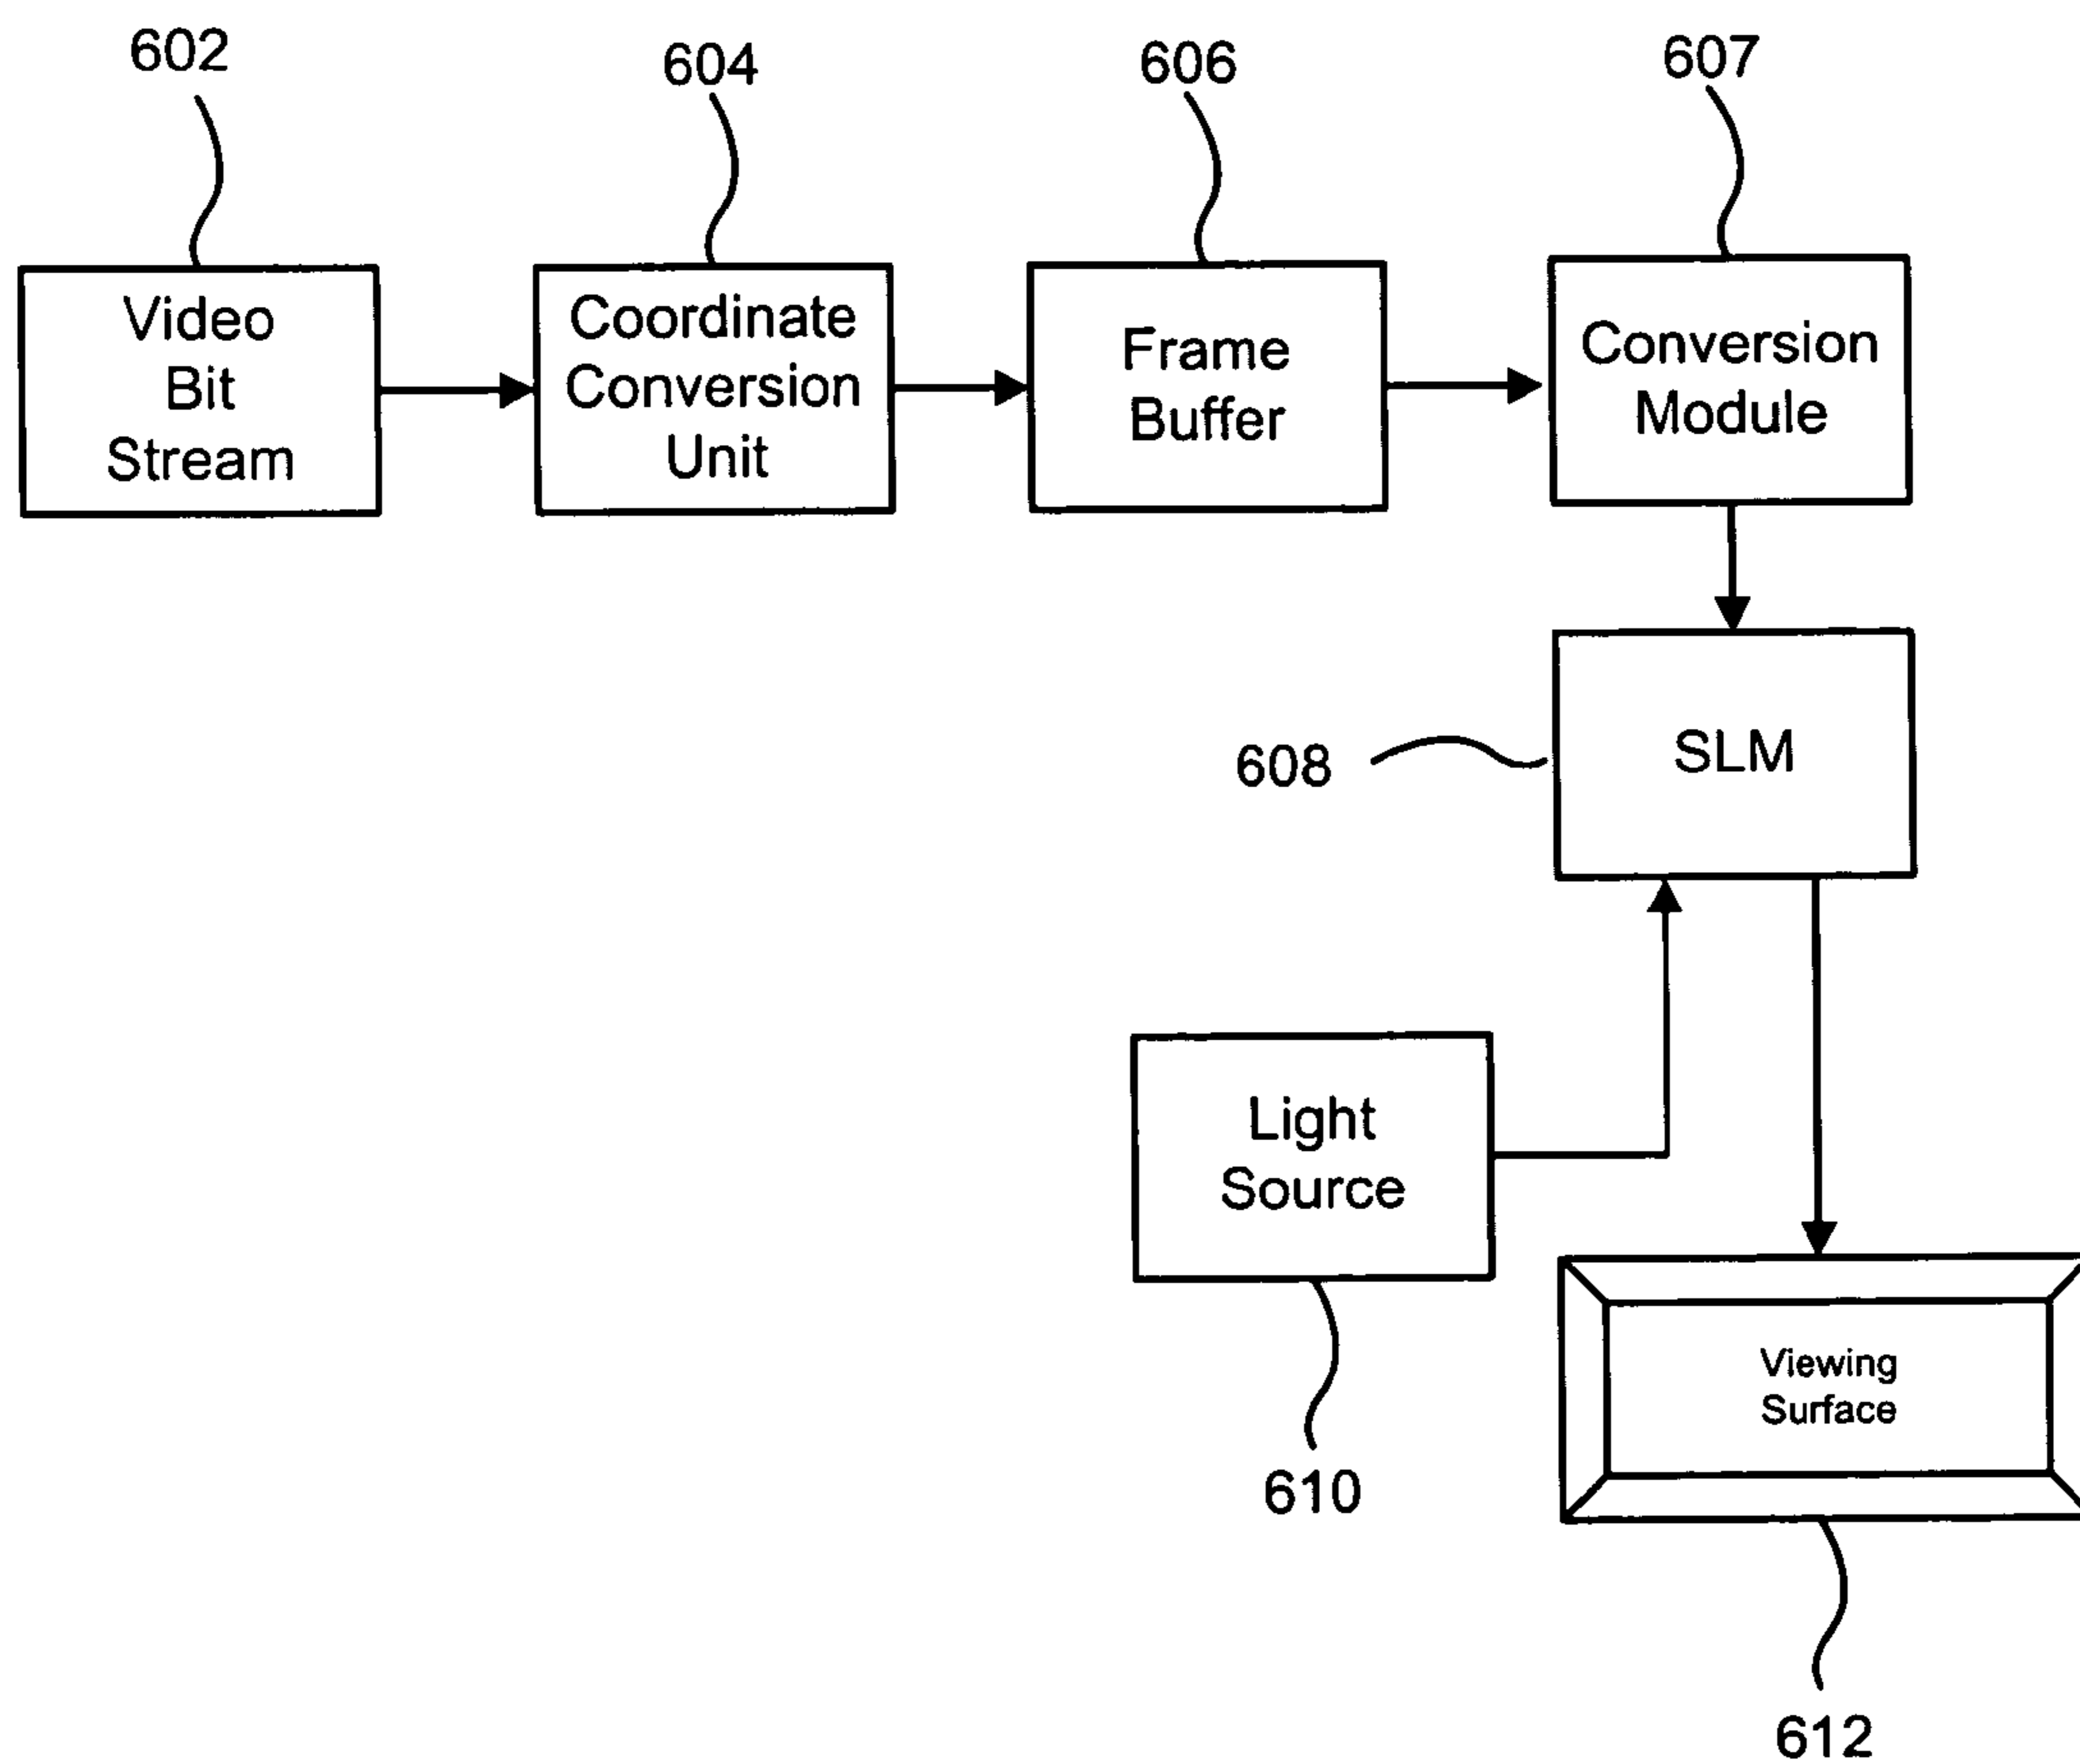 602
604
606
607
Video
Bit
Stream
Coordinate
Conversion
Unit
Frame
Buffer
Conversion
Module
608
SLM
Light
Source
610
Viewing
Surface
612